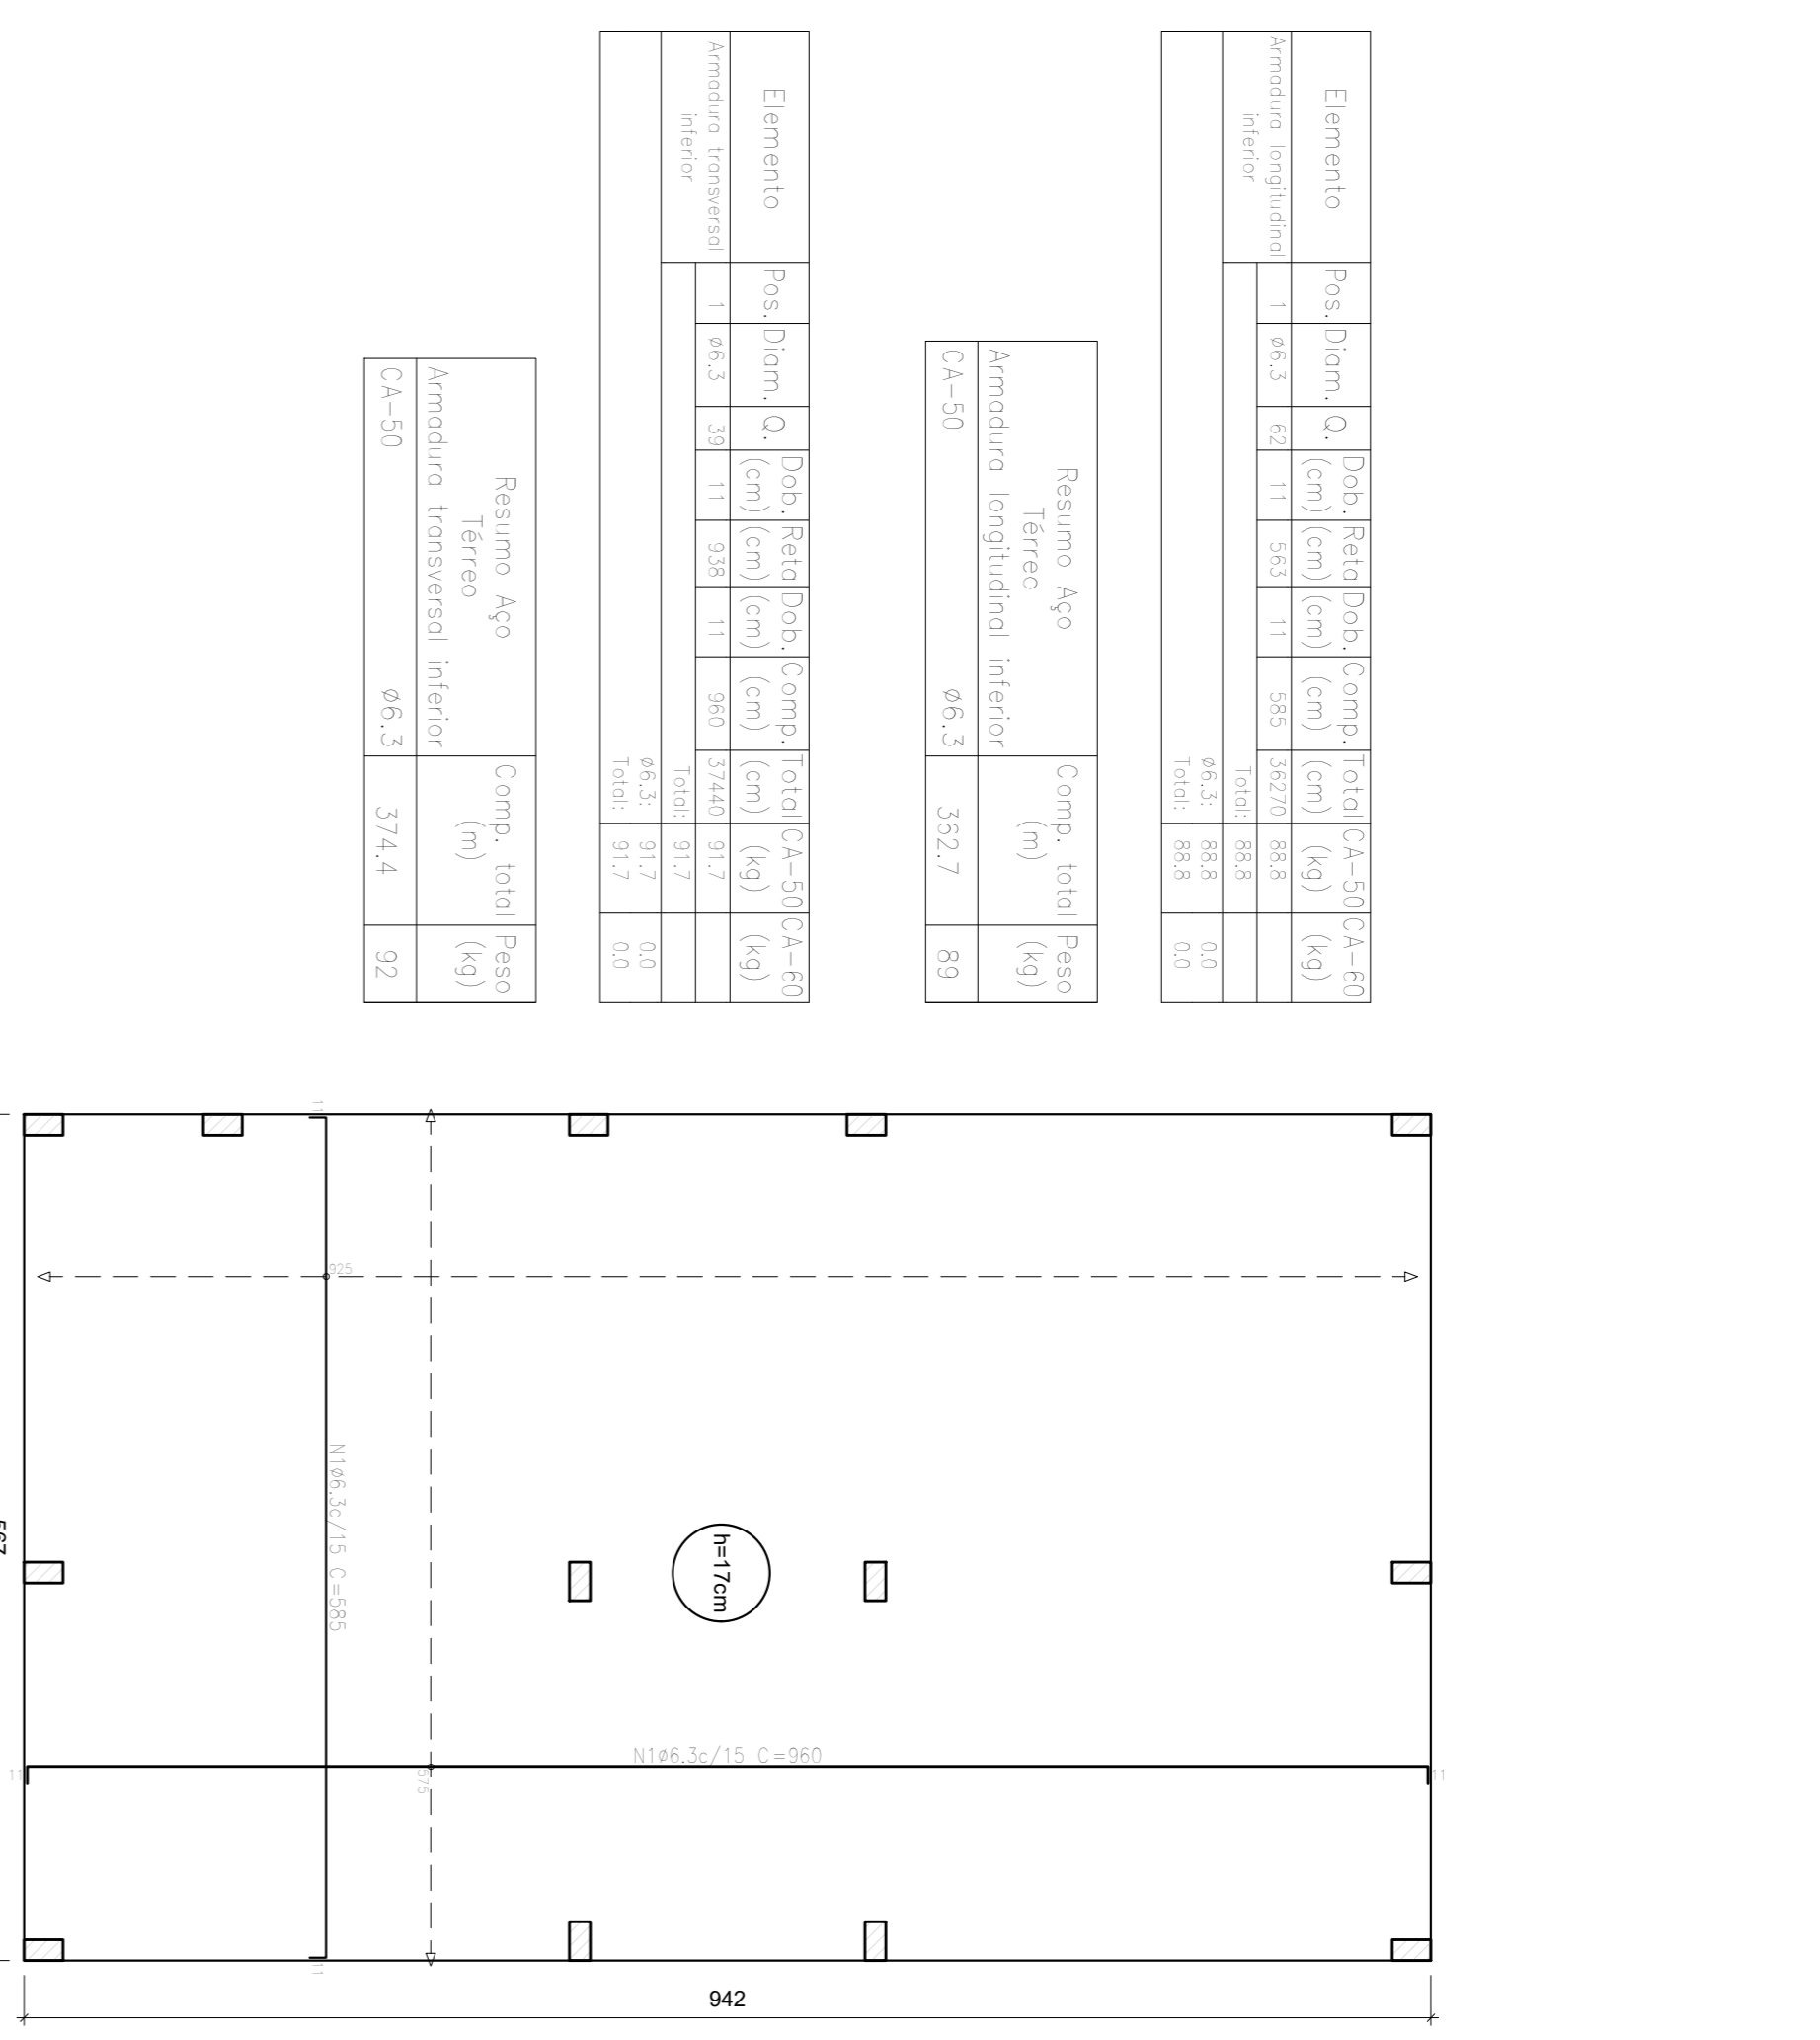 Elemento Pos. Diam. Q. Dob. (cm) Reta (cm) Dob. (cm) Comp. (cm) Total (cm) CA-50 (kg) CA-60 (kg)
Armadura longitudinal inferior 1 ø6.3 62 11 563 11 585 36270 88.8
Total: 88.8
ø6.3: 88.8 0.0
Total: 88.8 0.0
Resumo Aço Comp. total Peso
Térreo (m) (kg)
Armadura longitudinal inferior
CA-50 ø6.3 362.7 89
Elemento Pos. Diam. Q. Dob. (cm) Reta (cm) Dob. (cm) Comp. (cm) Total (cm) CA-50 (kg) CA-60 (kg)
Armadura transversal inferior 1 ø6.3 39 11 938 11 960 37440 91.7
Total: 91.7
ø6.3: 91.7 0.0
Total: 91.7 0.0
Resumo Aço Comp. total Peso
Térreo (m) (kg)
Armadura transversal inferior
CA-50 ø6.3 374.4 92
11
925
N1ø6.3c/15 C=585
h=17cm
567
N1ø6.3c/15 C=960
11
575
11
11
942